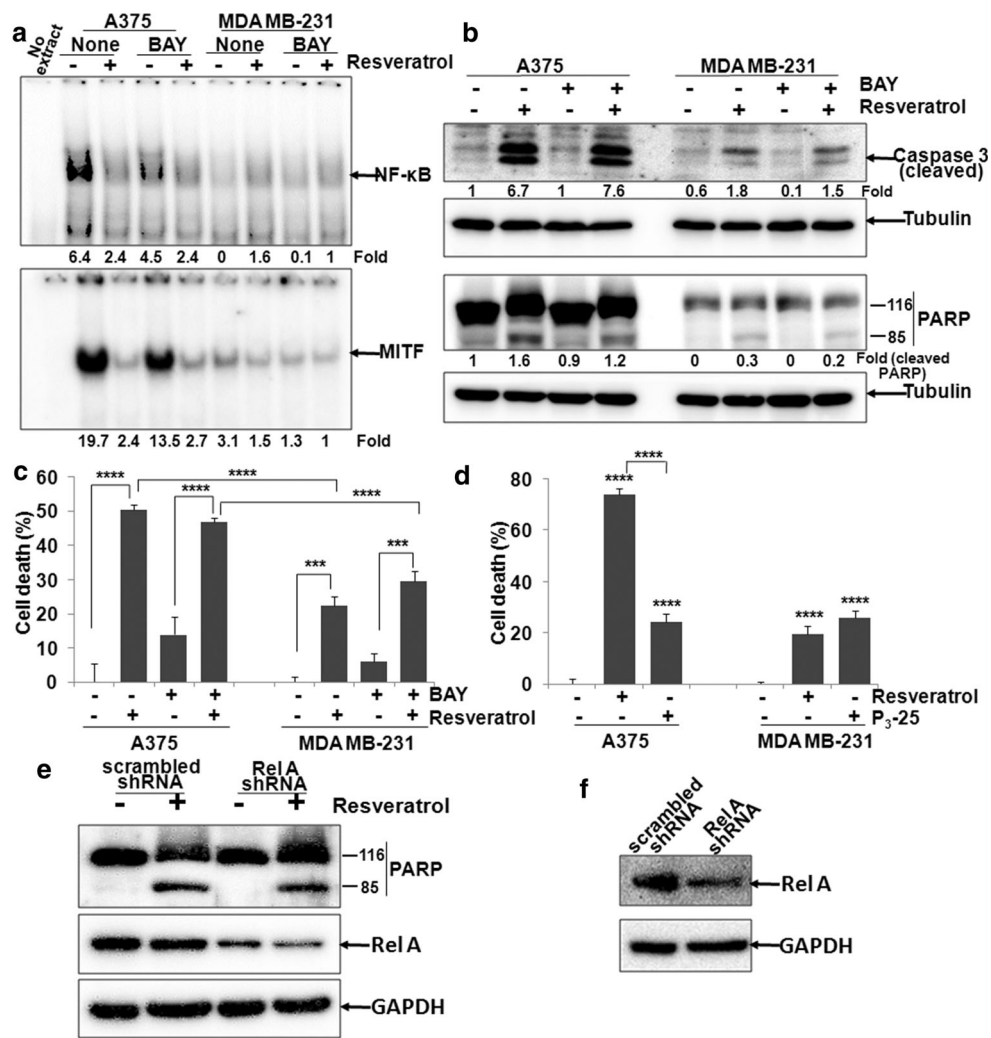 a
No extract
A375
MDA MB-231
None
BAY
None
BAY
- + - + - + - + Resveratrol
NF-κB
6.4 2.4 4.5 2.4 0 1.6 0.1 1 Fold
MITF
19.7 2.4 13.5 2.7 3.1 1.5 1.3 1 Fold
b
A375
MDA MB-231
- - + + - - + + BAY
- + - + - + - + Resveratrol
Caspase 3
(cleaved)
1 6.7 1 7.6 0.6 1.8 0.1 1.5 Fold
Tubulin
116
PARP
85
1 1.6 0.9 1.2 0 0.3 0 0.2 Fold (cleaved
PARP)
Tubulin
c
Cell death (%)
60
50
40
30
20
10
0
****
****
****
****
***
***
- - + + - - + + BAY
- + - + - + - + Resveratrol
A375
MDA MB-231
d
Cell death (%)
80
60
40
20
0
****
****
****
****
****
- + - - + - Resveratrol
- - + - - + P3-25
A375
MDA MB-231
e
scrambled
shRNA
Rel A
shRNA
- + - + Resveratrol
116
PARP
85
Rel A
GAPDH
f
scrambled
shRNA
Rel A
shRNA
Rel A
GAPDH